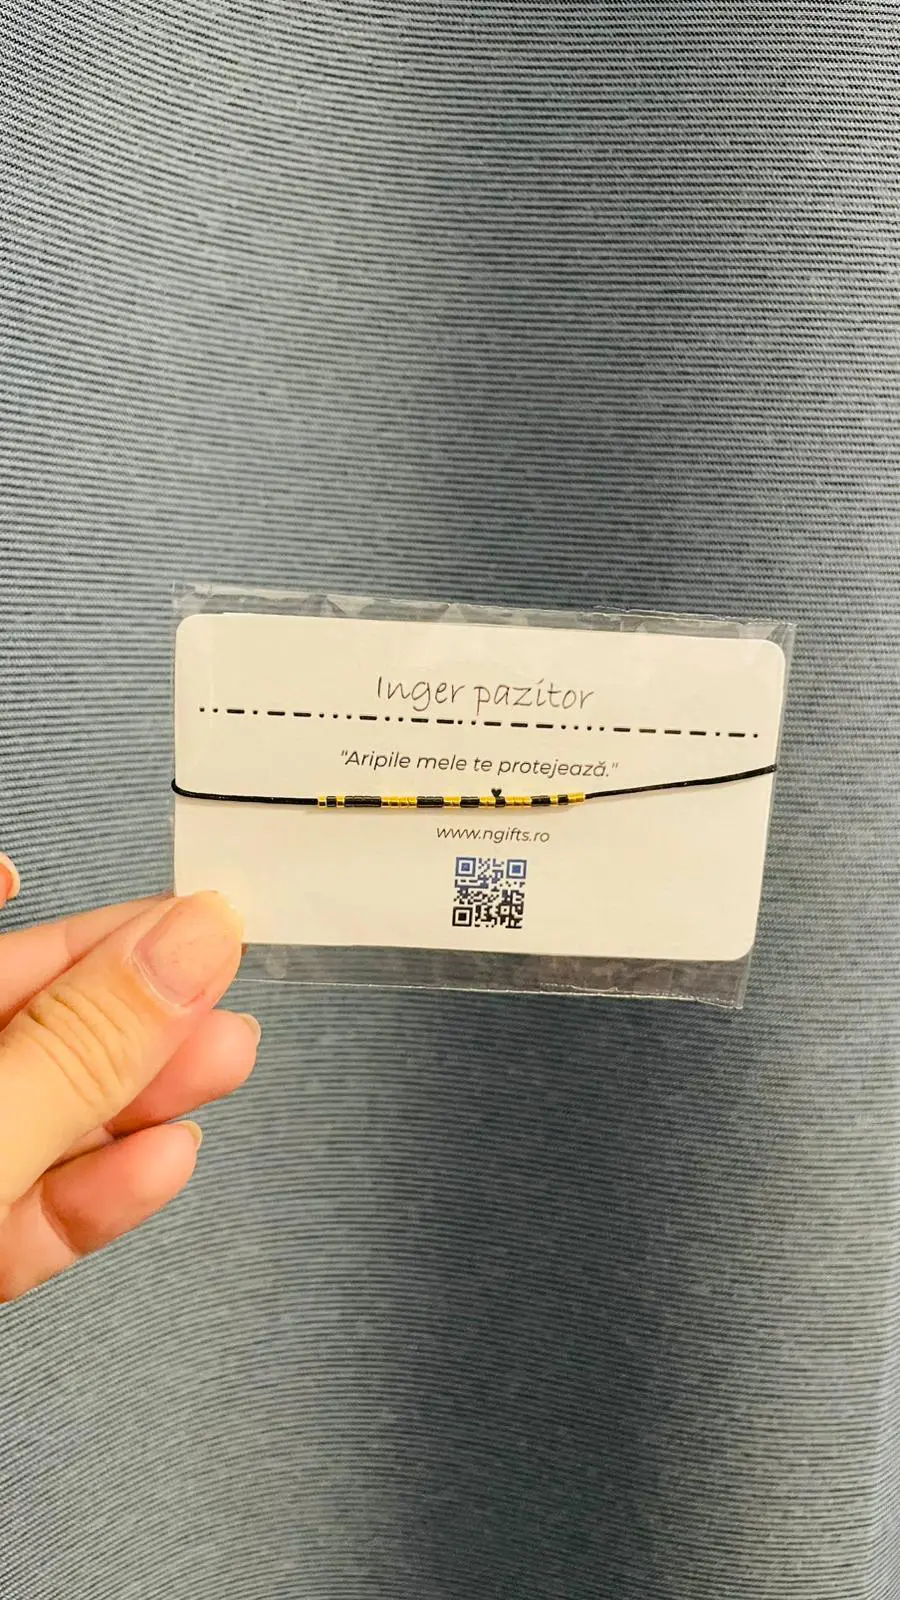 Inger pazitor
"Aripile mele te protejează."
www.ngifts.ro